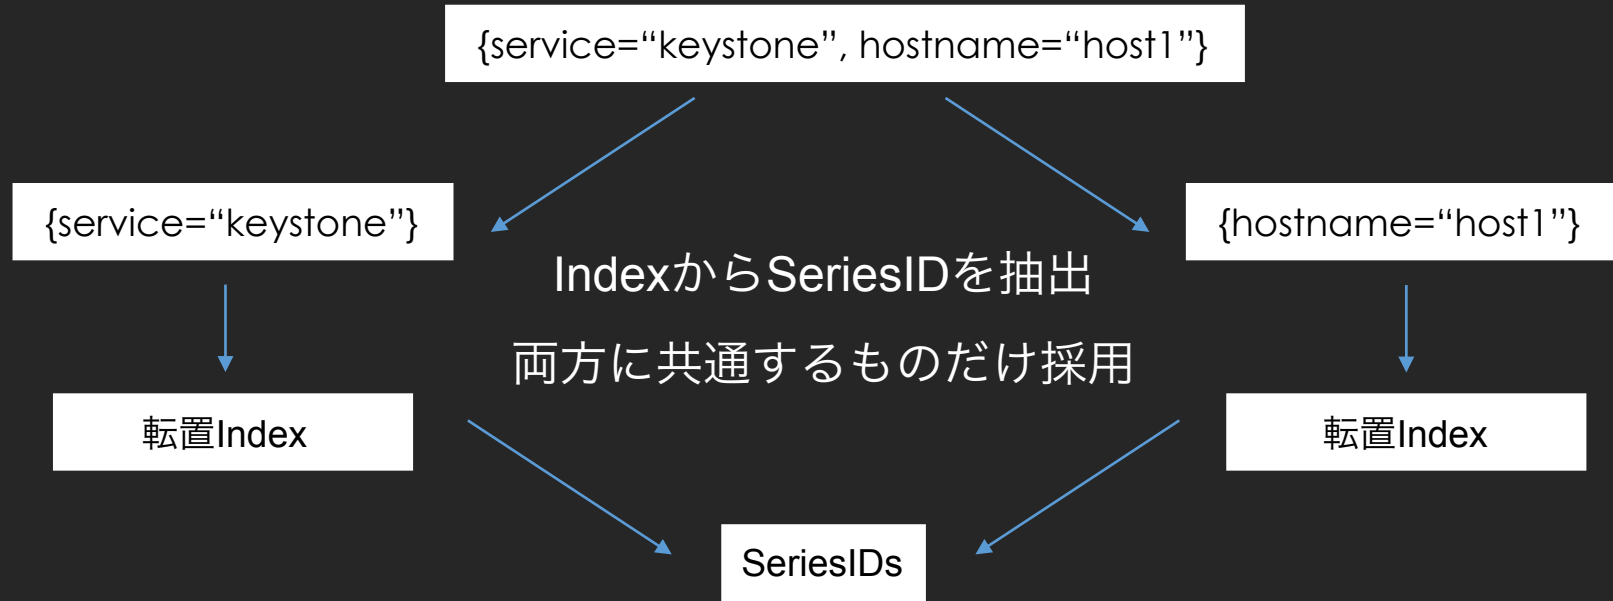 {service=“keystone”, hostname=“host1”}
{service=“keystone”}
{hostname=“host1”}
IndexからSeriesIDを抽出
両方に共通するものだけ採用
転置Index
転置Index
SeriesIDs